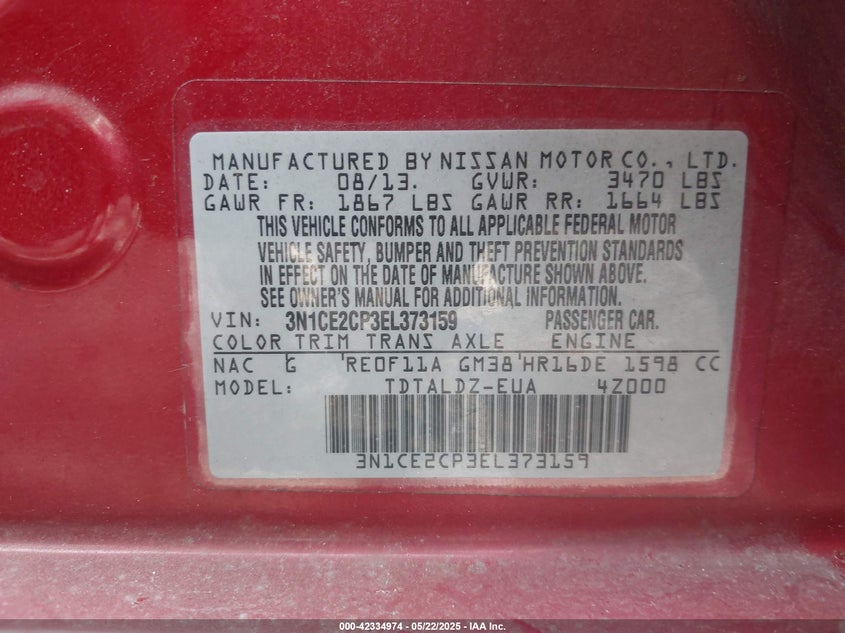 MANUFACTURED BY NISSAN MOTOR CO., LTD.
DATE: 08/13. GVWR: 3470 LBS
GAWR FR: 1867 LBS GAWR RR: 1664 LBS
THIS VEHICLE CONFORMS TO ALL APPLICABLE FEDERAL MOTOR
VEHICLE SAFETY, BUMPER AND THEFT PREVENTION STANDARDS
IN EFFECT ON THE DATE OF MANUFACTURE SHOWN ABOVE.
SEE OWNER'S MANUAL FOR ADDITIONAL INFORMATION.
VIN: 3N1CE2CP3EL373159 PASSENGER CAR.
COLOR TRIM TRANS AXLE ENGINE
NAC G 'RE0F11A GM38'HR16DE 1598 CC
MODEL: TDTALDZ-EUA 4Z000
3N1CE2CP3EL373159
000-42334974 — 05/22/2025 — IAA Inc.